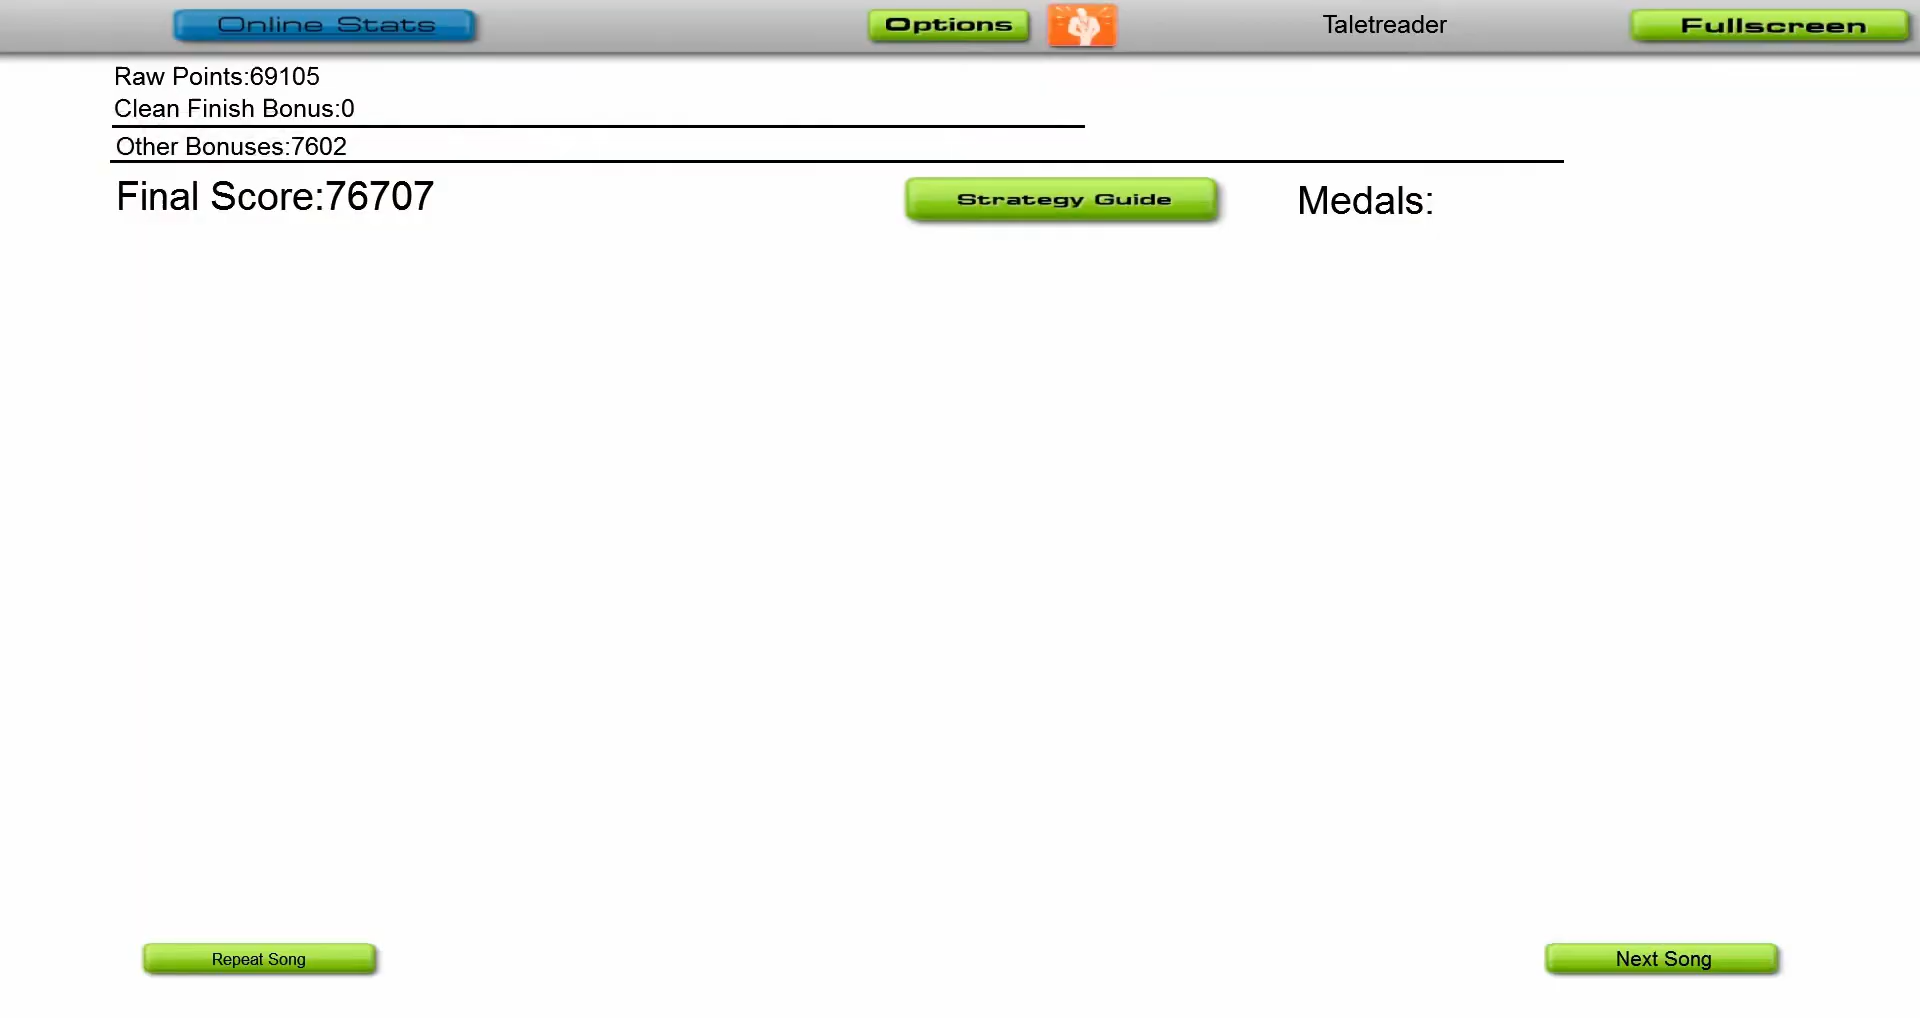 Online Stats
Options
Taletreader
Fullscreen
Raw Points:69105
Clean Finish Bonus:0
Other Bonuses:7602
Final Score:76707
Strategy Guide
Medals:
Repeat Song
Next Song